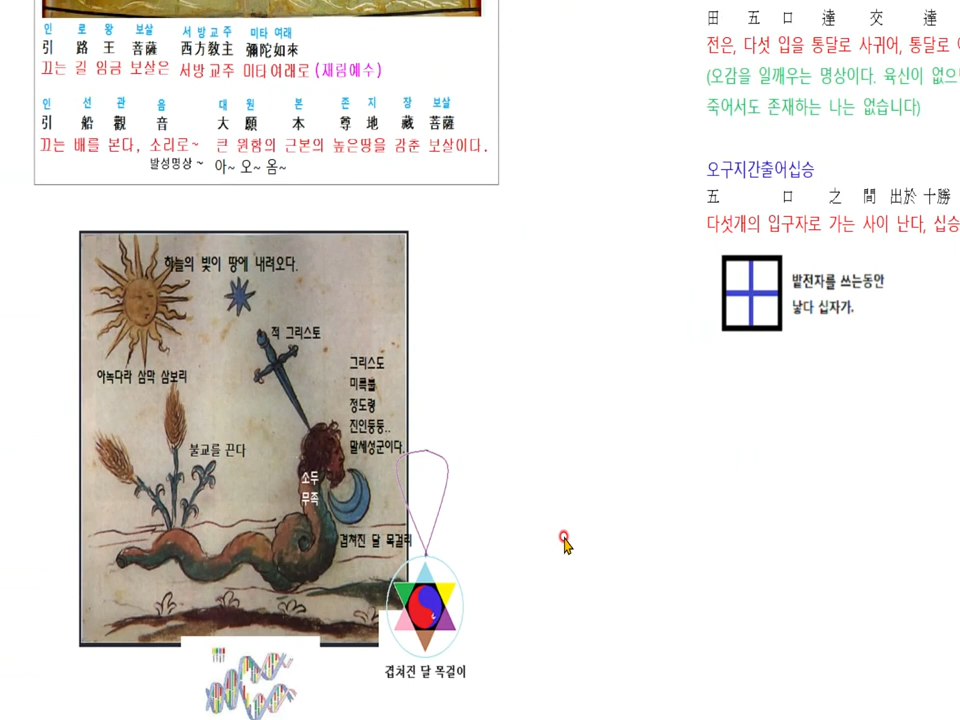 인 로 왕 보살 서 방 교 주 미타 여래
引 路 王 菩薩 西方敎主 彌陀如來
끄는 길 임금 보살은 서방 교주 미타 여래로 (재림예수)
인 선 관 음 대 원 본 존 지 장 보살
引 船 觀 音 大 願 本 尊 地 藏 菩薩
끄는 배를 본다, 소리로~ 큰 원함의 근본의 높은땅을 감춘 보살이다.
발성명상 ~ 아~ 오~ 옴~
하늘의 빛이 땅에 내려오다.
적 그리스토
그리스도
미륵불
정도령
진인등등..
말세성군이다.
아녹다라 삼막 삼보리
불교를 끈다
소두
무족
겹쳐진 달 목걸이
겹쳐진 달 목걸이
田 五 口 達 交 達
전은, 다섯 입을 통달로 사귀어, 통달로
(오감을 일깨우는 명상이다. 육신이 없으
죽어서도 존재하는 나는 없습니다)
오구지간출어십승
五 口 之 間 出於 十勝
다섯개의 입구자로 가는 사이 난다, 십승
밭전자를 쓰는동안
낳다 십자가.